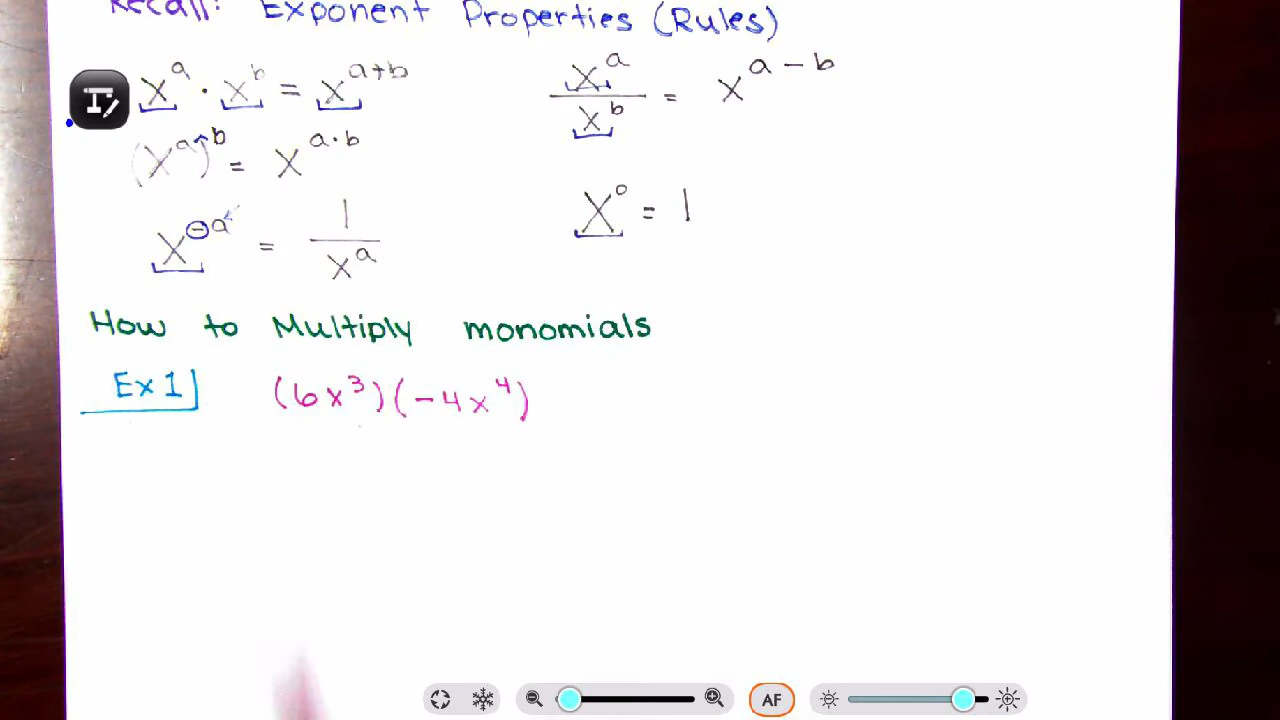 Recall: Exponent Properties (Rules)
x^a · x^b = x^(a+b)
x^a / x^b = x^(a - b)
(x^a)^b = x^(a·b)
x^0 = 1
x^(-a) = 1 / x^a
How to Multiply monomials
Ex 1] (6x^3)(-4x^4)
AF